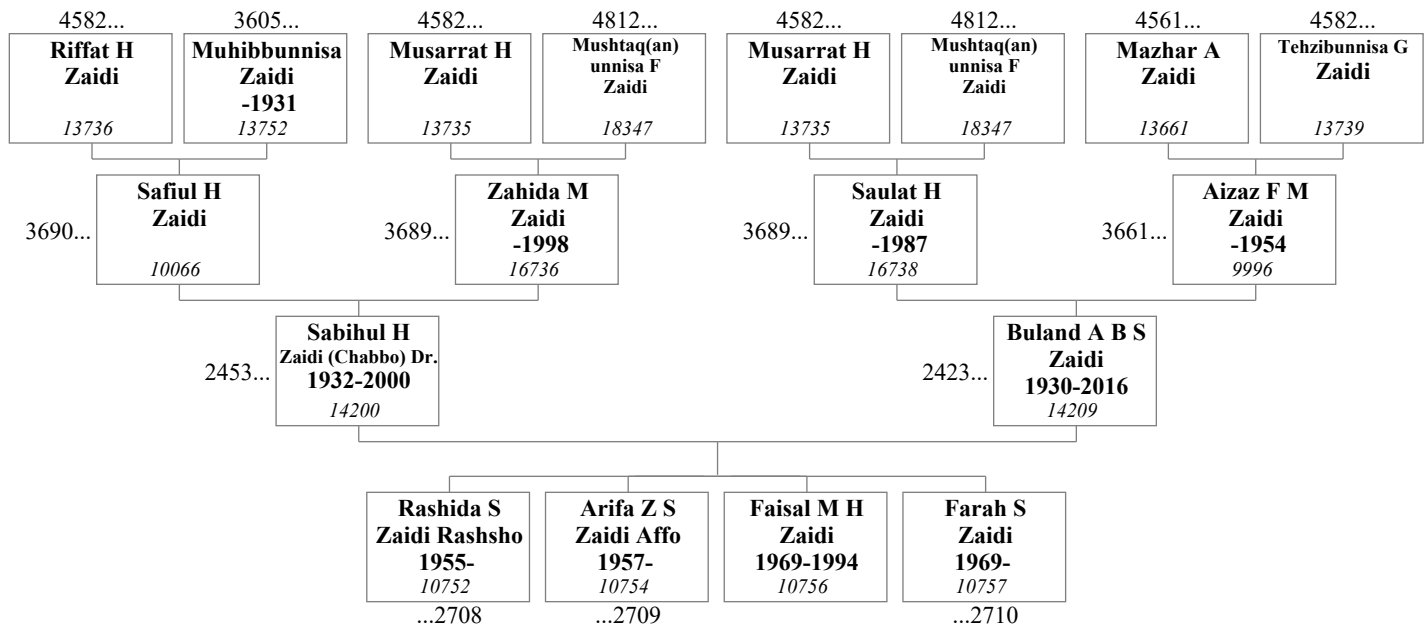 4582...
3605...
4582...
4812...
4582...
4812...
4561...
4582...
Riffat H
Zaidi
13736
Muhibbunnisa
Zaidi
-1931
13752
Musarrat H
Zaidi
13735
Mushtaq(an)
unnisa F
Zaidi
18347
Musarrat H
Zaidi
13735
Mushtaq(an)
unnisa F
Zaidi
18347
Mazhar A
Zaidi
13661
Tehzibunnisa G
Zaidi
13739
3690...
Safiul H
Zaidi
10066
3689...
Zahida M
Zaidi
-1998
16736
3689...
Saulat H
Zaidi
-1987
16738
3661...
Aizaz F M
Zaidi
-1954
9996
2453...
Sabihul H
Zaidi (Chabbo) Dr.
1932-2000
14200
2423...
Buland A B S
Zaidi
1930-2016
14209
Rashida S
Zaidi Rashsho
1955-
10752
...2708
Arifa Z S
Zaidi Affo
1957-
10754
...2709
Faisal M H
Zaidi
1969-1994
10756
Farah S
Zaidi
1969-
10757
...2710